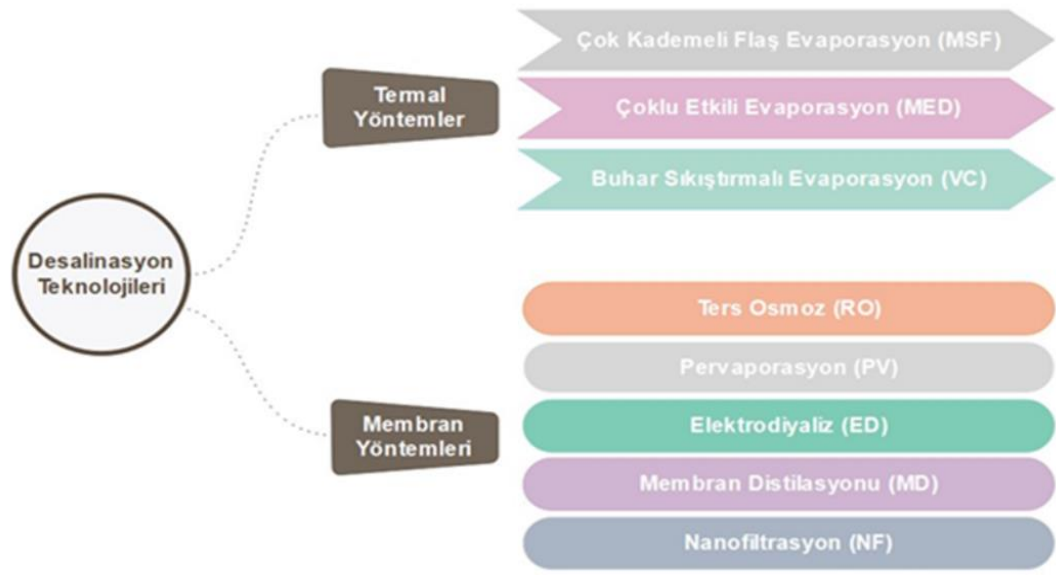 Desalinasyon
Teknolojileri
Termal
Yöntemler
Çok Kademeli Flaş Evaporasyon (MSF)
Çoklu Etkili Evaporasyon (MED)
Buhar Sıkıştırmalı Evaporasyon (VC)
Membran
Yöntemleri
Ters Osmoz (RO)
Pervaporasyon (PV)
Elektrodiyaliz (ED)
Membran Distilasyonu (MD)
Nanofiltrasyon (NF)